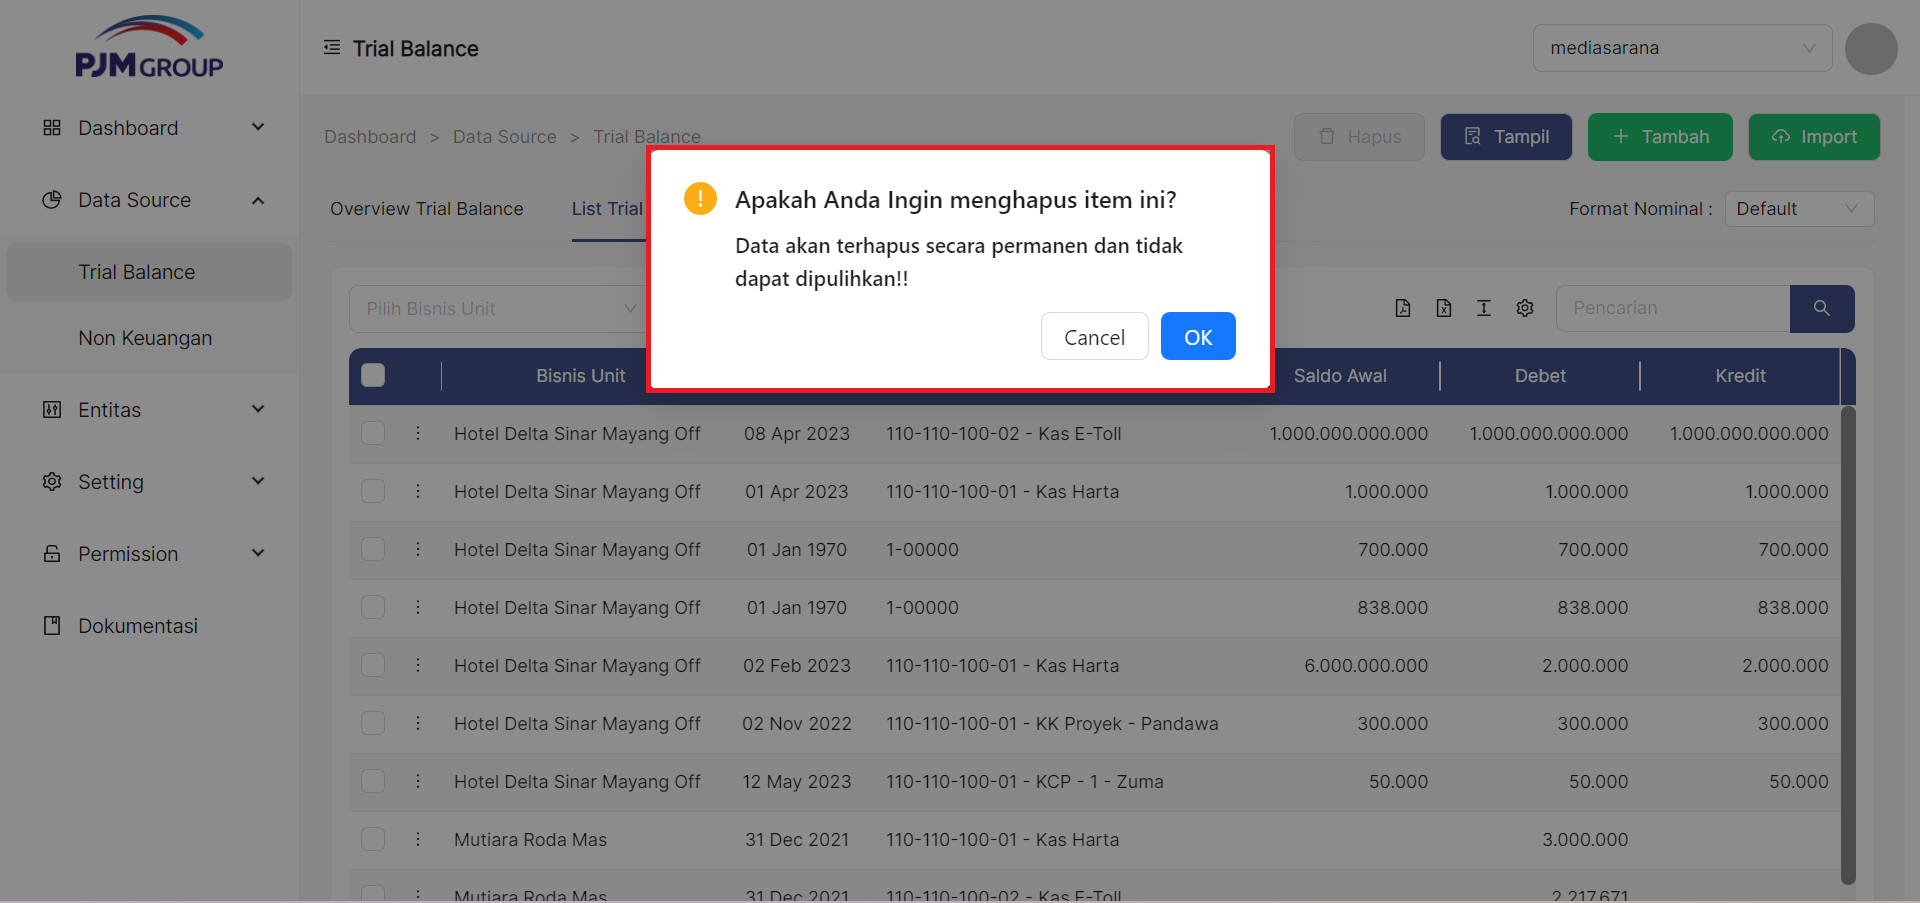 PJM GROUP
Trial Balance
mediasarana
Dashboard
Data Source
Trial Balance
Non Keuangan
Entitas
Setting
Permission
Dokumentasi
Dashboard > Data Source > Trial Balance
Hapus
Tampil
Tambah
Import
Overview Trial Balance
List Trial
Format Nominal :
Default
Apakah Anda Ingin menghapus item ini?
Data akan terhapus secara permanen dan tidak
dapat dipulihkan!!
Cancel
OK
Pilih Bisnis Unit
Pencarian
Bisnis Unit Saldo Awal Debet Kredit
Hotel Delta Sinar Mayang Off 08 Apr 2023 110-110-100-02 - Kas E-Toll 1.000.000.000.000 1.000.000.000.000 1.000.000.000.000
Hotel Delta Sinar Mayang Off 01 Apr 2023 110-110-100-01 - Kas Harta 1.000.000 1.000.000 1.000.000
Hotel Delta Sinar Mayang Off 01 Jan 1970 1-00000 700.000 700.000 700.000
Hotel Delta Sinar Mayang Off 01 Jan 1970 1-00000 838.000 838.000 838.000
Hotel Delta Sinar Mayang Off 02 Feb 2023 110-110-100-01 - Kas Harta 6.000.000.000 2.000.000 2.000.000
Hotel Delta Sinar Mayang Off 02 Nov 2022 110-110-100-01 - KK Proyek - Pandawa 300.000 300.000 300.000
Hotel Delta Sinar Mayang Off 12 May 2023 110-110-100-01 - KCP - 1 - Zuma 50.000 50.000 50.000
Mutiara Roda Mas 31 Dec 2021 110-110-100-01 - Kas Harta 3.000.000
Mutiara Roda Mas 31 Dec 2021 110-110-100-02 - Kas E-Toll 2.217.671